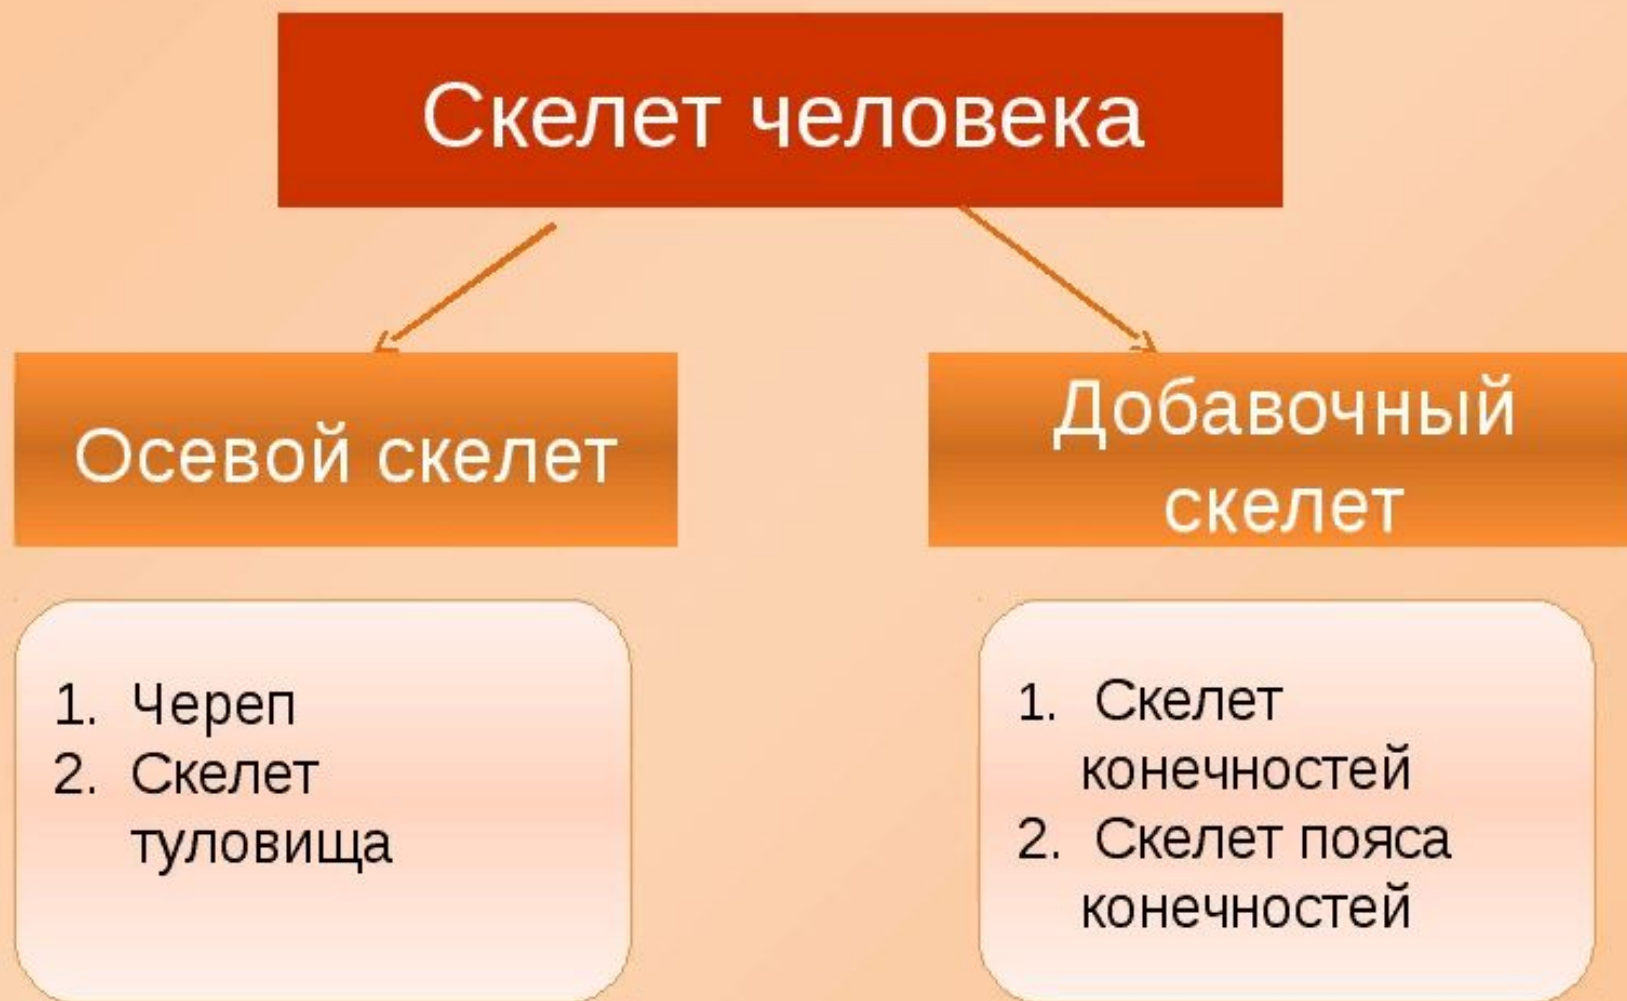 Скелет человека
Осевой скелет
Добавочный
скелет
1. Череп
2. Скелет
туловища
1. Скелет
конечностей
2. Скелет пояса
конечностей